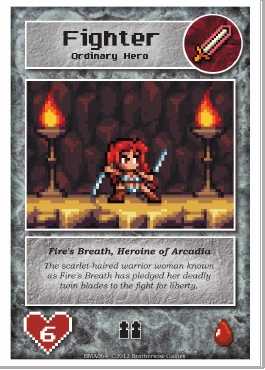 Fighter
Ordinary Hero
Fire's Breath, Heroine of Arcadia
The scarlet-haired warrior woman known
as Fire's Breath has pledged her deadly
twin blades to the fight for liberty.
6
BMA064 ©2012 Brotherwise Games